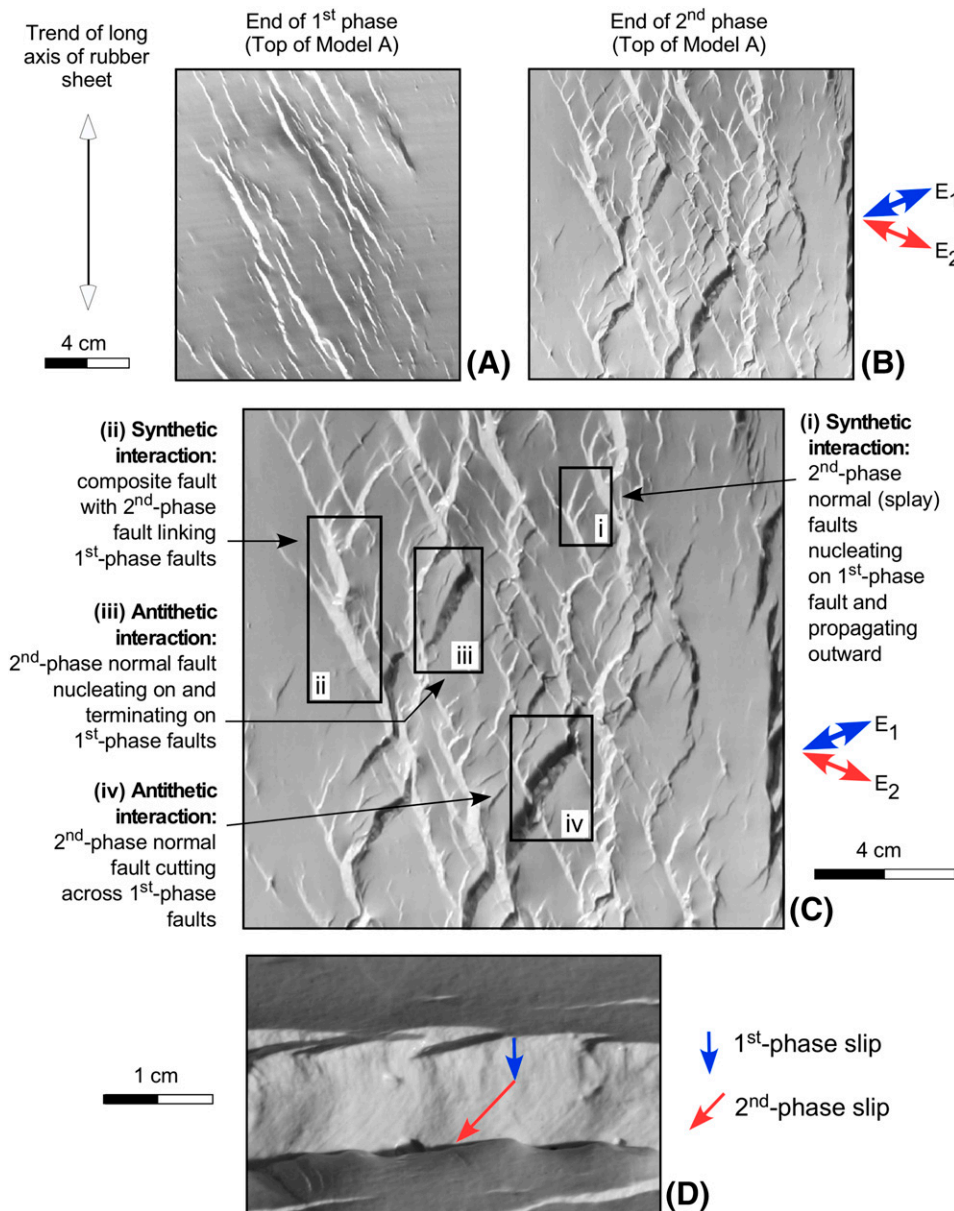 Trend of long
axis of rubber
sheet
4 cm
End of 1st phase
(Top of Model A)
(A)
End of 2nd phase
(Top of Model A)
(B)
E1
E2
(ii) Synthetic
interaction:
composite fault
with 2nd-phase
fault linking
1st-phase faults
(iii) Antithetic
interaction:
2nd-phase normal fault
nucleating on and
terminating on
1st-phase faults
(iv) Antithetic
interaction:
2nd-phase normal
fault cutting
across 1st-phase
faults
i
ii
iii
iv
(C)
(i) Synthetic
interaction:
2nd-phase
normal (splay)
faults
nucleating
on 1st-phase
fault and
propagating
outward
E1
E2
4 cm
1 cm
(D)
1st-phase slip
2nd-phase slip